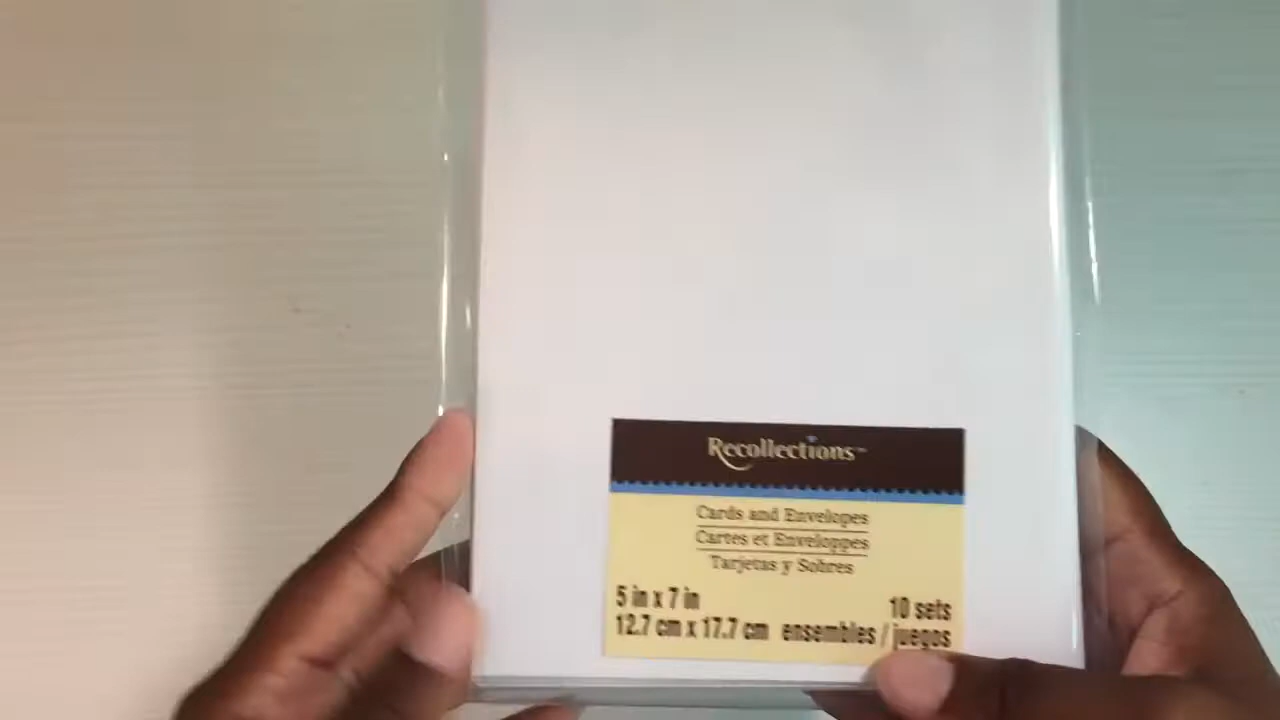 Recollections™
Cards and Envelopes
Cartes et Enveloppes
Tarjetas y Sobres
5 in x 7 in
10 sets
12.7 cm x 17.7 cm ensembles / juegos